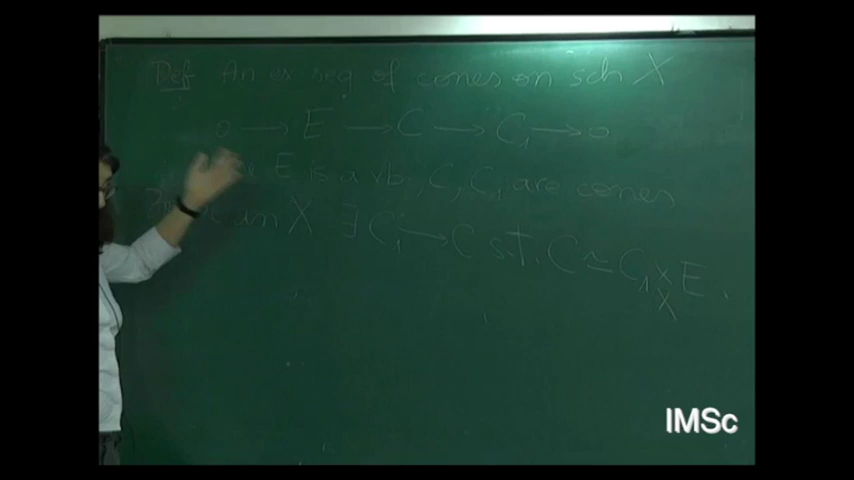 Def An ex seq of cones on sch X
0 → E → C → C₁ → 0
E is a vb, C, C₁ are cones
on X ∃ C₁ → C s.t. C ≅ C₁ ×_X E.
IMSc